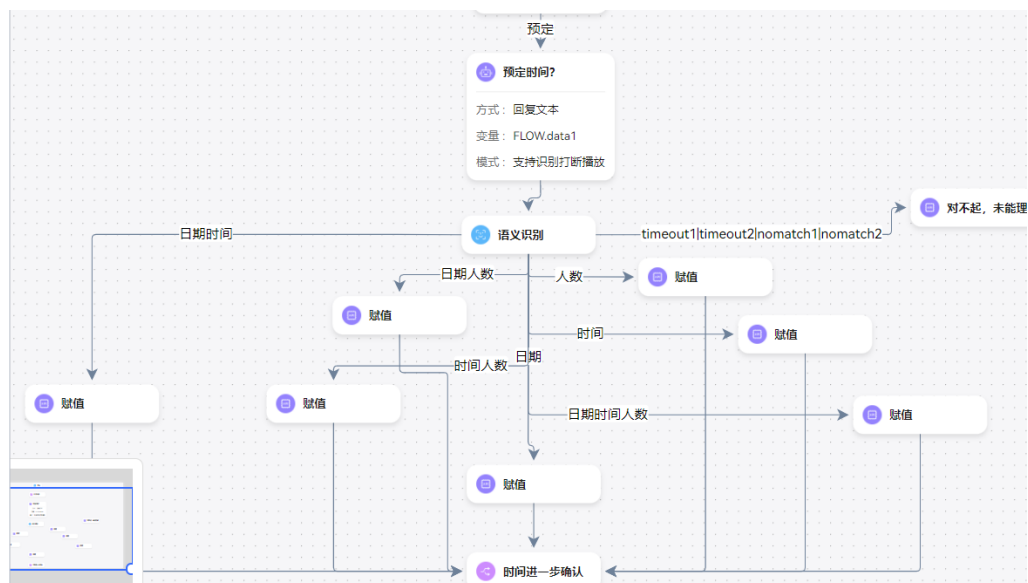 预定
预定时间?
方式： 回复文本
变量： FLOW.data1
模式： 支持识别打断播放
语义识别
日期时间
timeout1|timeout2|nomatch1|nomatch2
对不起，未能理
日期人数
人数
赋值
赋值
时间
赋值
日期
时间人数
赋值
赋值
日期时间人数
赋值
赋值
时间进一步确认